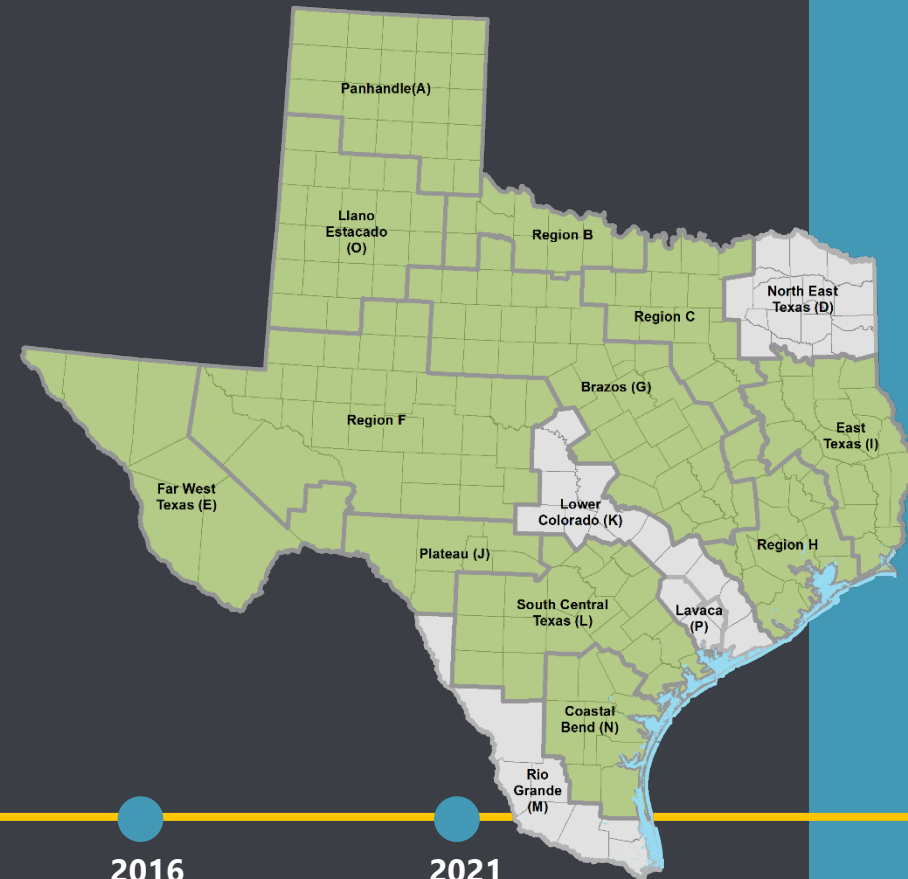 Panhandle(A)
Llano
Estacado
(O)
Region B
North East
Texas (D)
Region C
Brazos (G)
Region F
East
Texas (I)
Far West
Texas (E)
Lower
Colorado (K)
Region H
Plateau (J)
South Central
Texas (L)
Lavaca
(P)
Coastal
Bend (N)
Rio
Grande
(M)
2016
2021